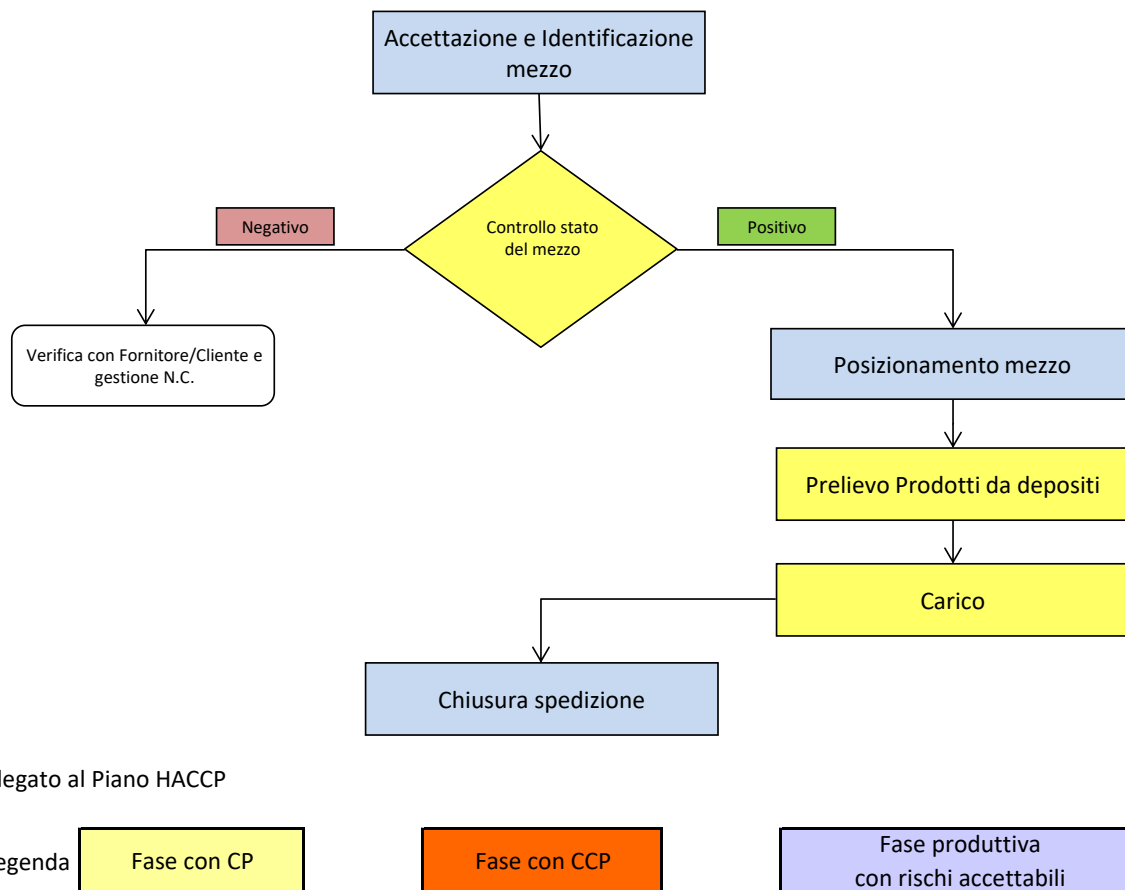 Accettazione e Identificazione
mezzo
Controllo stato
del mezzo
Negativo
Positivo
Verifica con Fornitore/Cliente e
gestione N.C.
Posizionamento mezzo
Prelievo Prodotti da depositi
Carico
Chiusura spedizione
legato al Piano HACCP
egenda
Fase con CP
Fase con CCP
Fase produttiva
con rischi accettabili